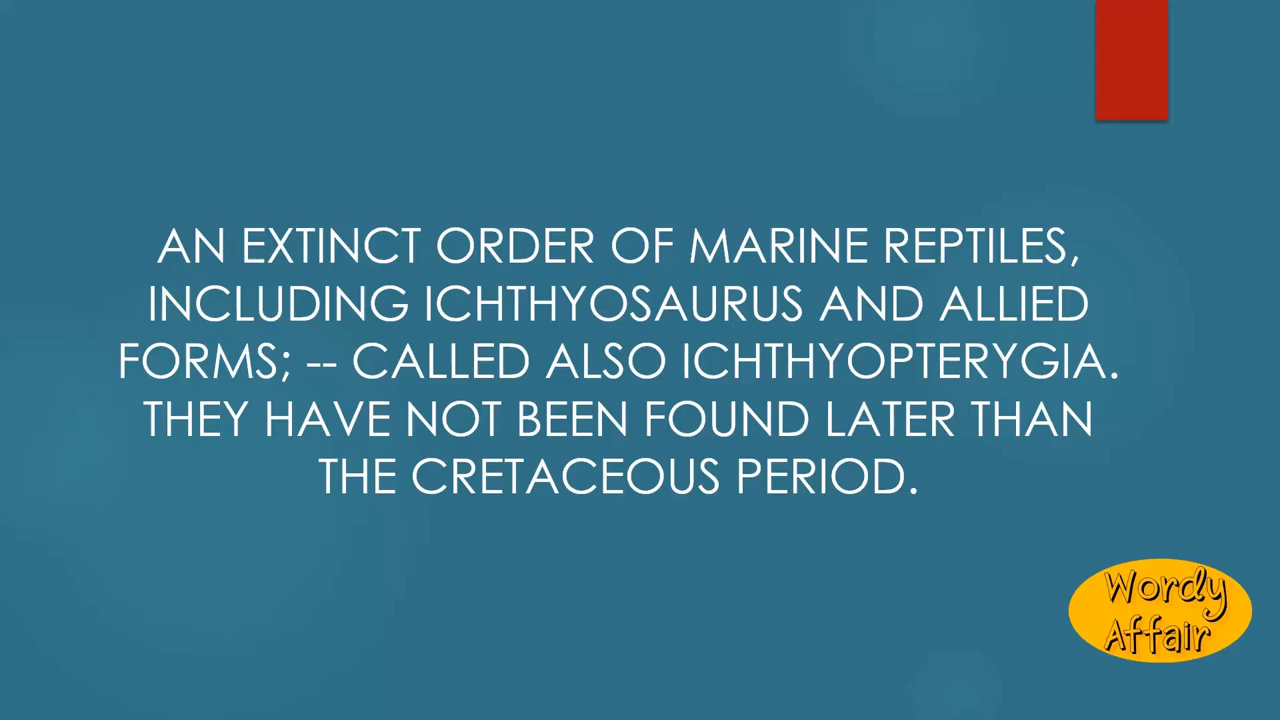 AN EXTINCT ORDER OF MARINE REPTILES,
INCLUDING ICHTHYOSAURUS AND ALLIED
FORMS; -- CALLED ALSO ICHTHYOPTERYGIA.
THEY HAVE NOT BEEN FOUND LATER THAN
THE CRETACEOUS PERIOD.
Wordy
Affair